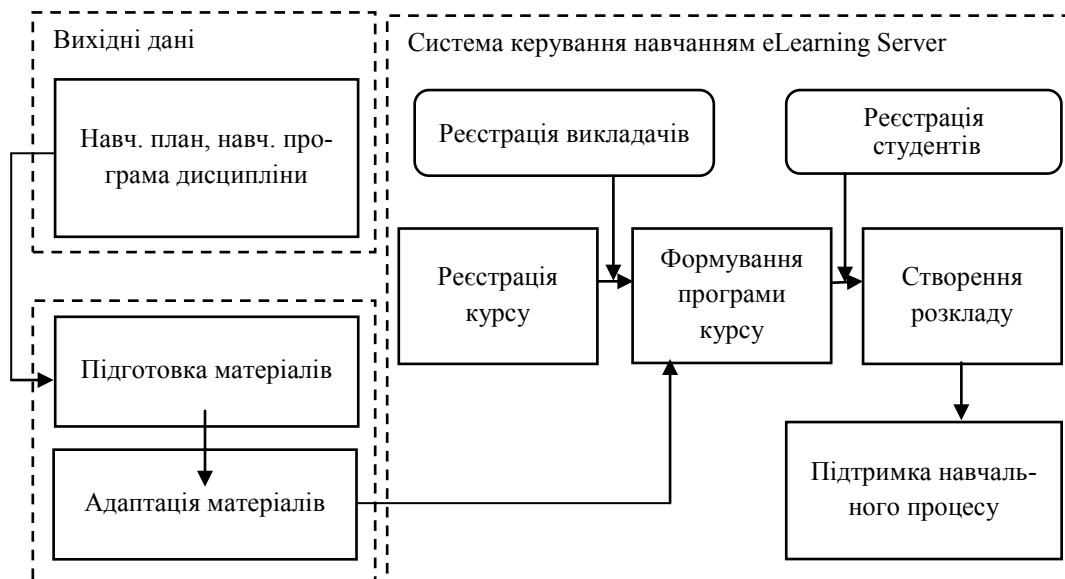 Вихідні дані
Навч. план, навч. про-
грама дисципліни
Підготовка матеріалів
Адаптація матеріалів
Система керування навчанням eLearning Server
Реєстрація викладачів
Реєстрація
студентів
Реєстрація
курсу
Формування
програми
курсу
Створення
розкладу
Підтримка навчаль-
ного процесу